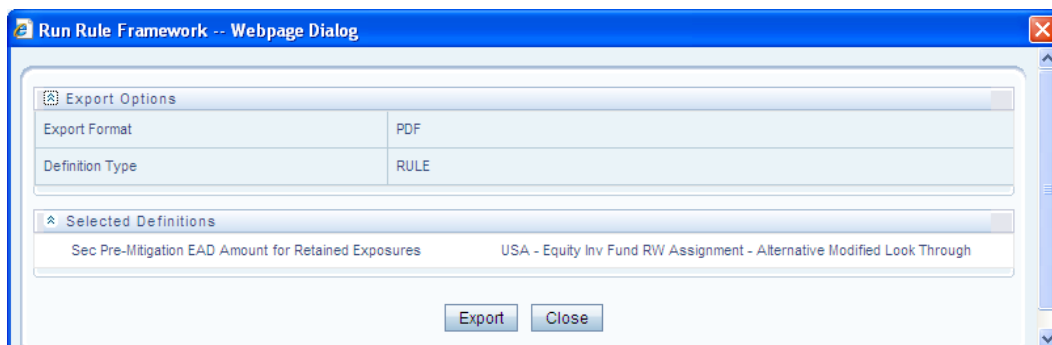 Run Rule Framework -- Webpage Dialog
Export Options
Export Format PDF
Definition Type RULE
Selected Definitions
Sec Pre-Mitigation EAD Amount for Retained Exposures USA - Equity Inv Fund RW Assignment - Alternative Modified Look Through
Export Close